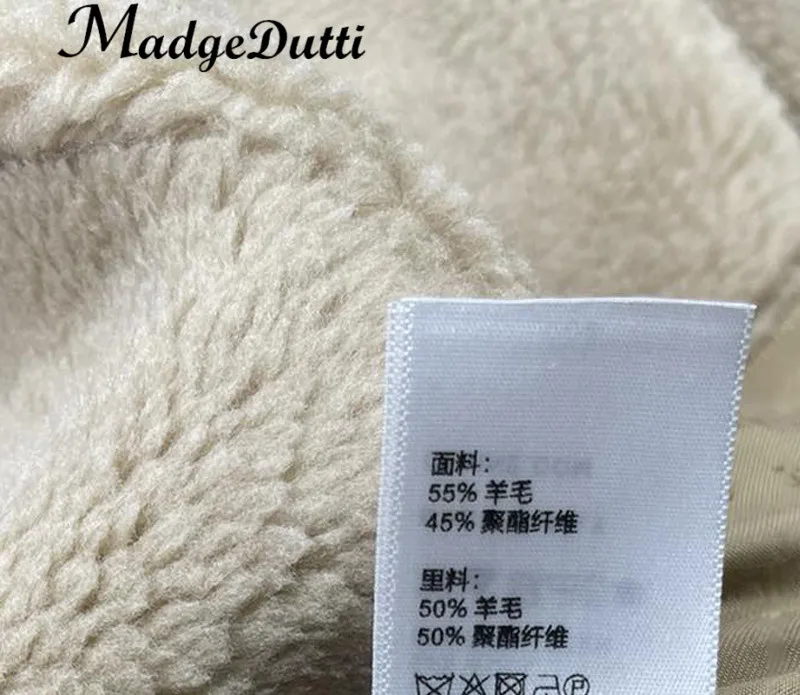 MadgeDutti
面料:
55% 羊毛
45% 聚酯纤维
里料:
50% 羊毛
50% 聚酯纤维